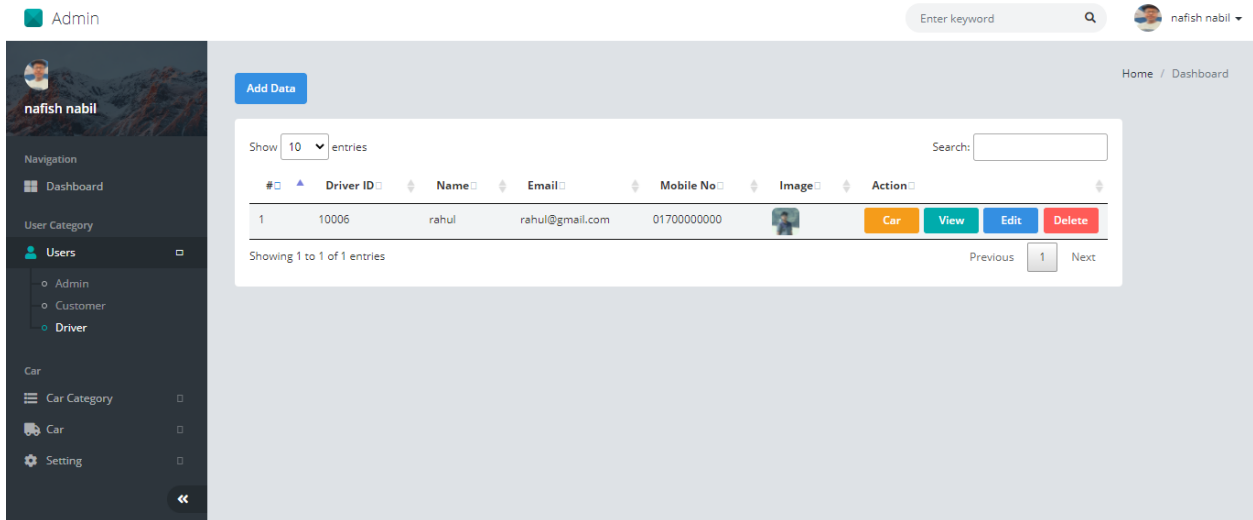 Admin
Enter keyword
nafish nabil
nafish nabil
Navigation
Dashboard
User Category
Users
Admin
Customer
Driver
Car
Car Category
Car
Setting
Home / Dashboard
Add Data
Show 10 entries
Search:
# Driver ID Name Email Mobile No Image Action
1 10006 rahul rahul@gmail.com 01700000000 Car View Edit Delete
Showing 1 to 1 of 1 entries
Previous 1 Next